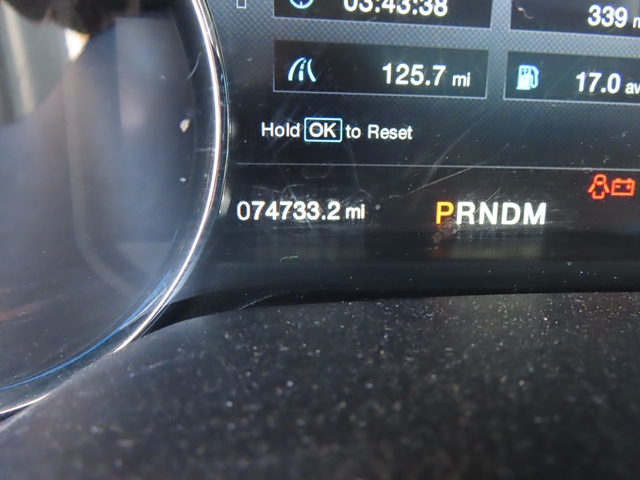 03:43:38
339
125.7 mi
17.0
Hold OK to Reset
074733.2 mi
PRNDM